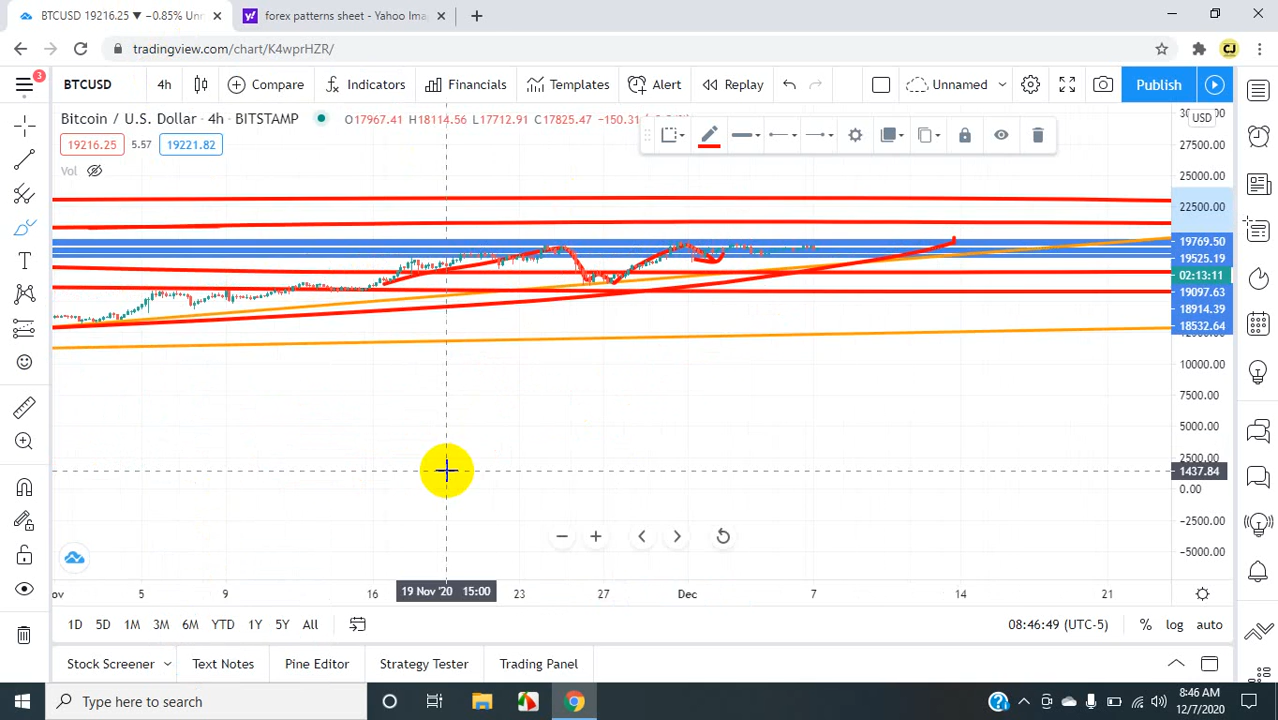 BTCUSD 19216.25 ▼ −0.85% Unn
forex patterns sheet - Yahoo Ima
tradingview.com/chart/K4wprHZR/
CJ
3
BTCUSD 4h Compare Indicators Financials Templates Alert Replay Unnamed Publish
Bitcoin / U.S. Dollar · 4h · BITSTAMP O17967.41 H18114.56 L17712.91 C17825.47 −150.31
USD
19216.25 5.57 19221.82
27500.00
Vol
25000.00
22500.00
19769.50
19525.19
02:13:11
19097.63
18914.39
18532.64
10000.00
7500.00
5000.00
2500.00
1437.84
0.00
−2500.00
−5000.00
ov 5 9 16 19 Nov '20 15:00 23 27 Dec 7 14 21
1D 5D 1M 3M 6M YTD 1Y 5Y All 08:46:49 (UTC-5) % log auto
Stock Screener Text Notes Pine Editor Strategy Tester Trading Panel
Type here to search
8:46 AM
12/7/2020